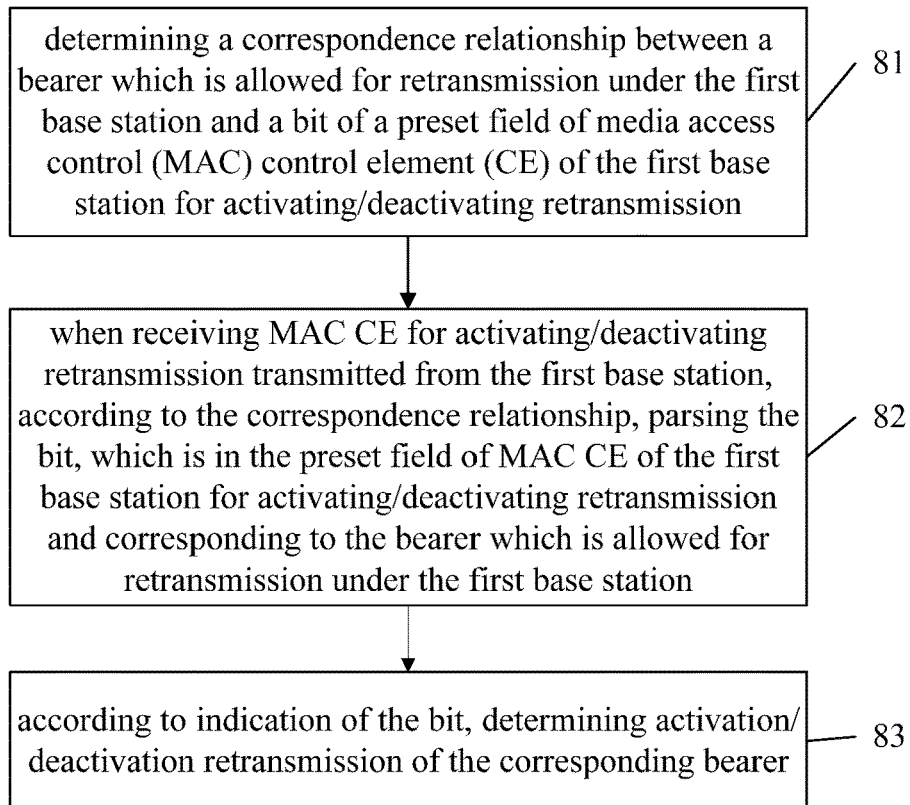 determining a correspondence relationship between a
bearer which is allowed for retransmission under the first
base station and a bit of a preset field of media access
control (MAC) control element (CE) of the first base
station for activating/deactivating retransmission
81
when receiving MAC CE for activating/deactivating
retransmission transmitted from the first base station,
according to the correspondence relationship, parsing the
bit, which is in the preset field of MAC CE of the first
base station for activating/deactivating retransmission
and corresponding to the bearer which is allowed for
retransmission under the first base station
82
according to indication of the bit, determining activation/
deactivation retransmission of the corresponding bearer
83